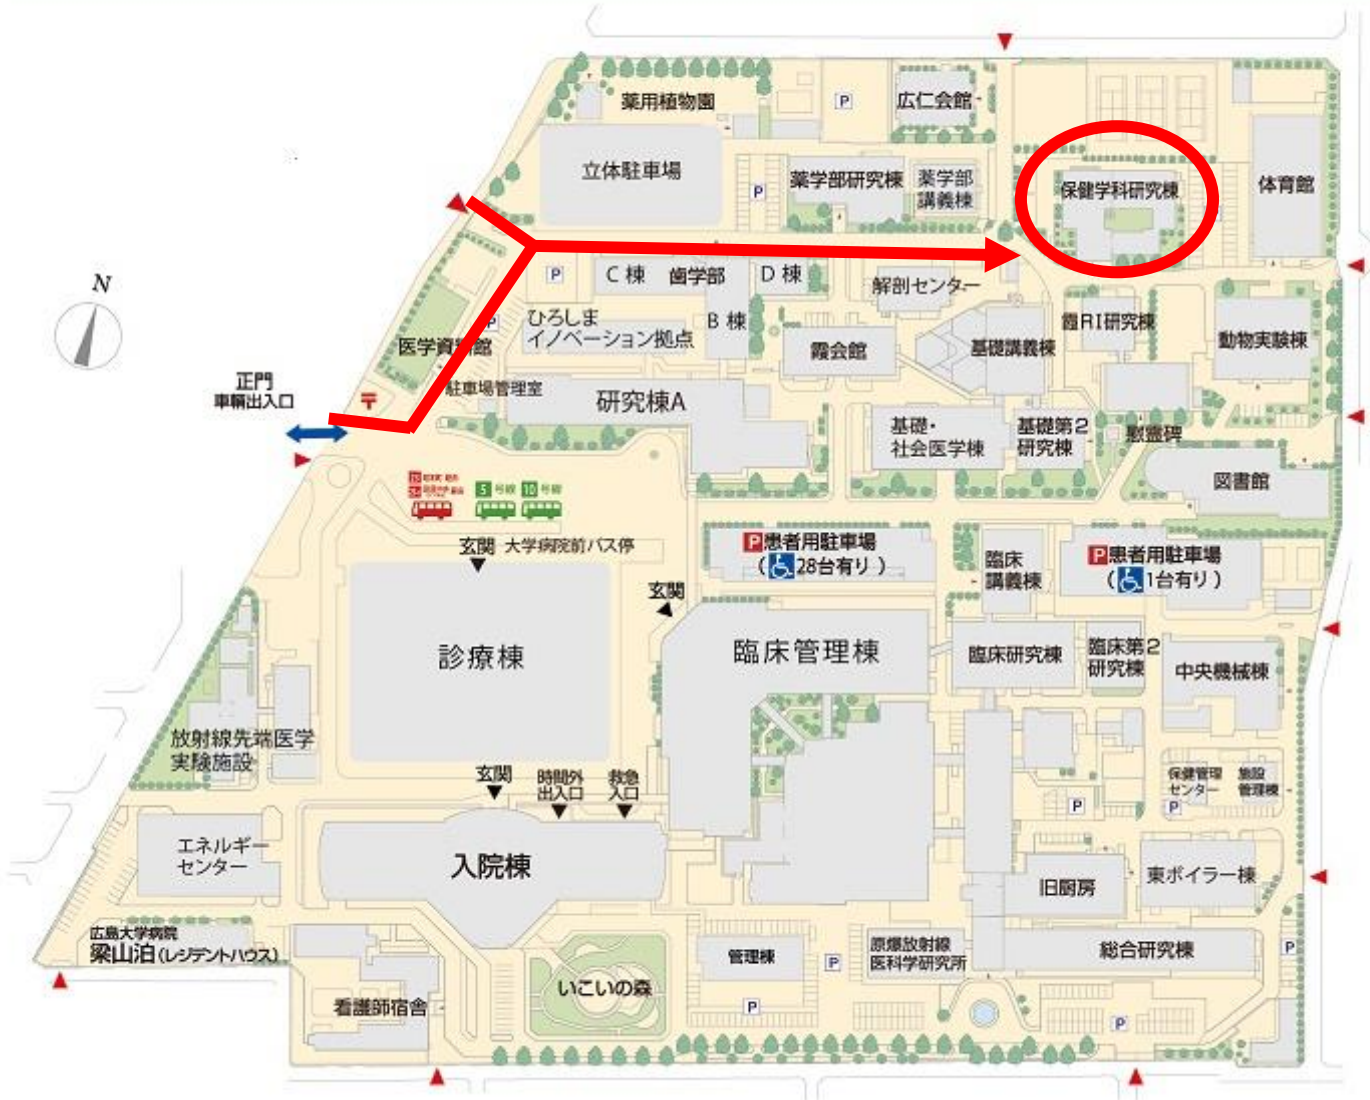 薬用植物園
P
広仁会館
立体駐車場
P
薬学部研究棟
薬学部
講義棟
保健学科研究棟
体育館
N
P
C 棟
歯学部
D 棟
解剖センター
ひろしま
イノベーション拠点
B 棟
P
医学資料館
霞会館
基礎講義棟
霞RI研究棟
動物実験棟
正門
車輛出入口
〒
駐車場管理室
研究棟A
基礎・
社会医学棟
基礎第2
研究棟
慰霊碑
図書館
5 号線
10 号線
玄関
大学病院前バス停
P患者用駐車場
(28台有り)
臨床
講義棟
P患者用駐車場
(1台有り)
玄関
診療棟
臨床管理棟
臨床研究棟
臨床第2
研究棟
中央機械棟
放射線先端医学
実験施設
玄関
時間外
出入口
救急
入口
保健管理
センター
施設
管理棟
P
P
エネルギー
センター
入院棟
旧厨房
東ボイラー棟
広島大学病院
梁山泊(レジデントハウス)
管理棟
P
原爆放射線
医科学研究所
総合研究棟
P
いこいの森
看護師宿舎
P
P